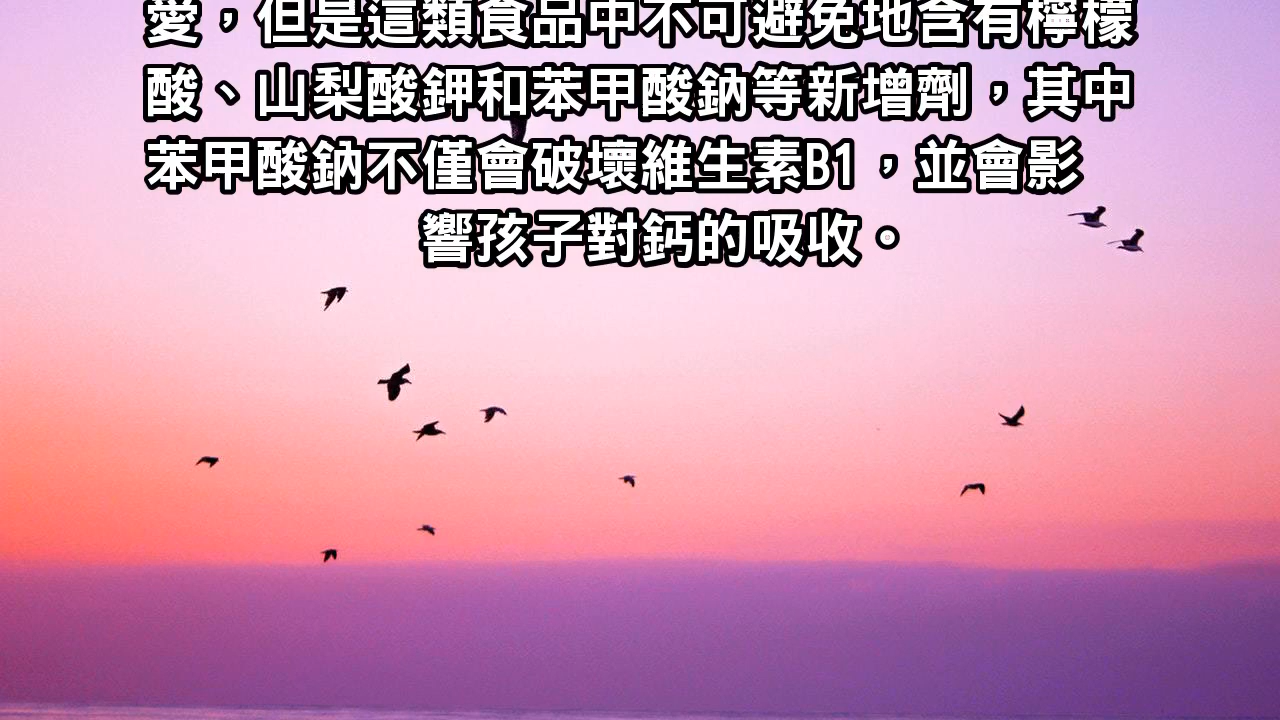 愛，但是這類食品中不可避免地含有檸檬
酸、山梨酸鉀和苯甲酸鈉等新增劑，其中
苯甲酸鈉不僅會破壞維生素B1，並會影
響孩子對鈣的吸收。